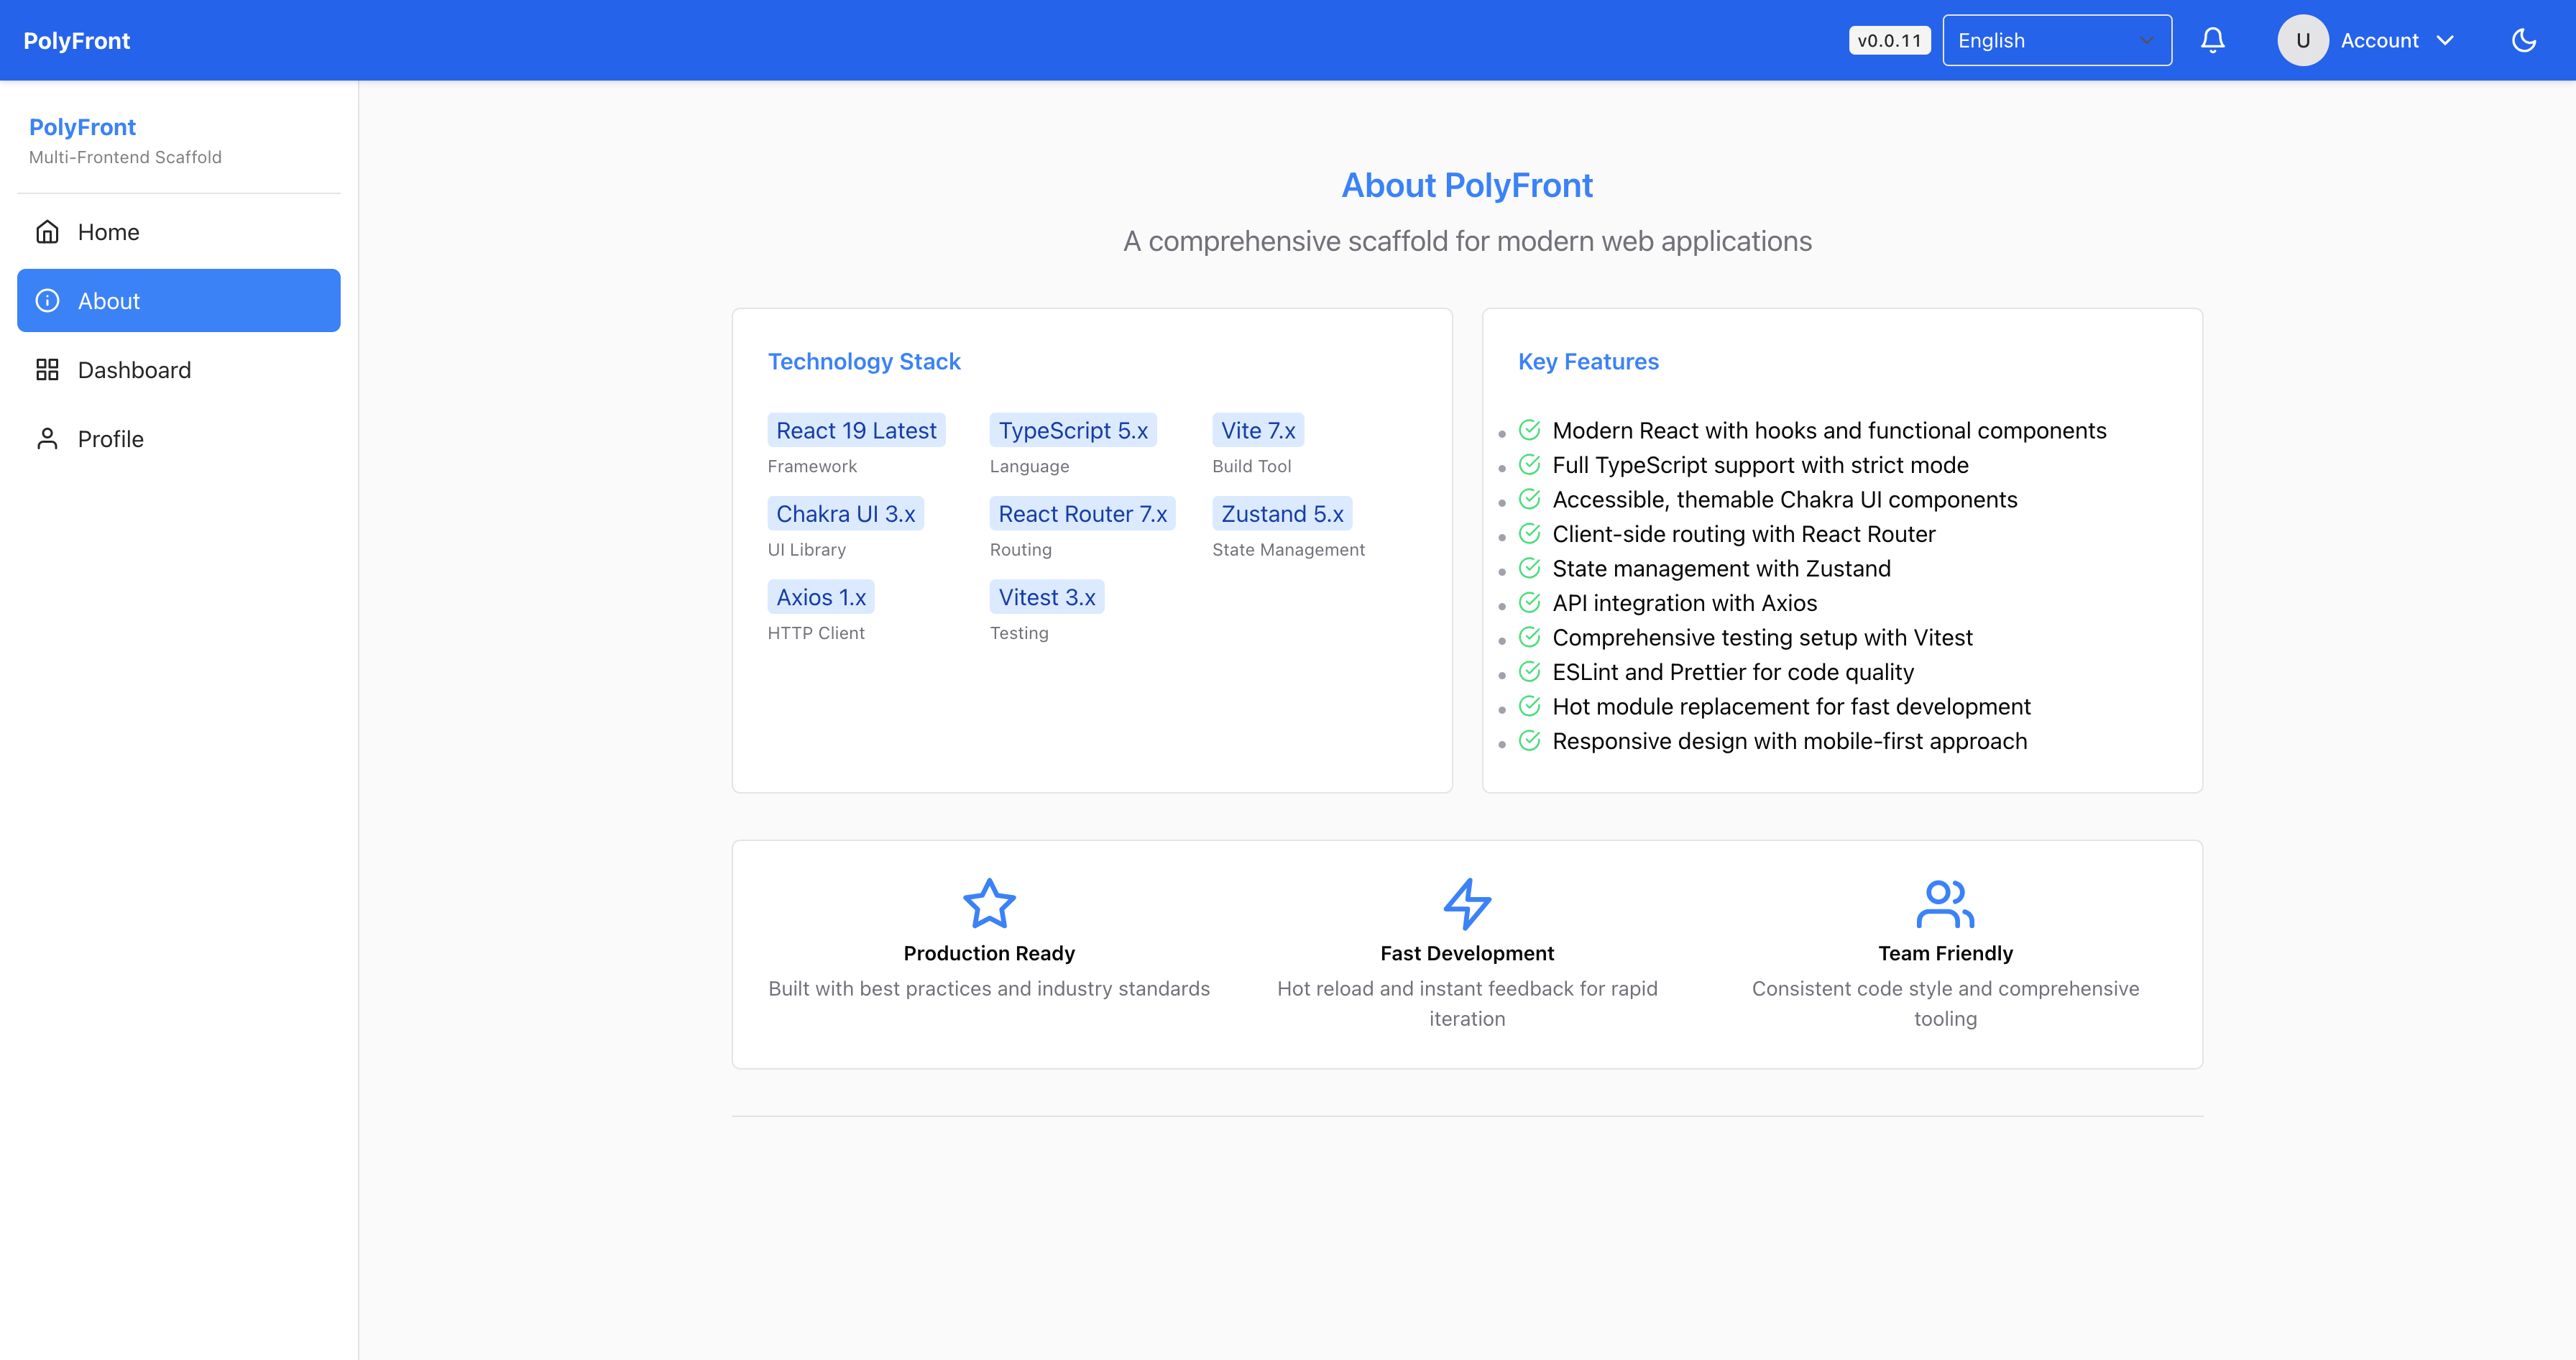 PolyFront
v0.0.11
English
U
Account
PolyFront
Multi-Frontend Scaffold
Home
About
Dashboard
Profile
About PolyFront
A comprehensive scaffold for modern web applications
Technology Stack
React 19 Latest
Framework
TypeScript 5.x
Language
Vite 7.x
Build Tool
Chakra UI 3.x
UI Library
React Router 7.x
Routing
Zustand 5.x
State Management
Axios 1.x
HTTP Client
Vitest 3.x
Testing
Key Features
Modern React with hooks and functional components
Full TypeScript support with strict mode
Accessible, themable Chakra UI components
Client-side routing with React Router
State management with Zustand
API integration with Axios
Comprehensive testing setup with Vitest
ESLint and Prettier for code quality
Hot module replacement for fast development
Responsive design with mobile-first approach
Production Ready
Built with best practices and industry standards
Fast Development
Hot reload and instant feedback for rapid
iteration
Team Friendly
Consistent code style and comprehensive
tooling